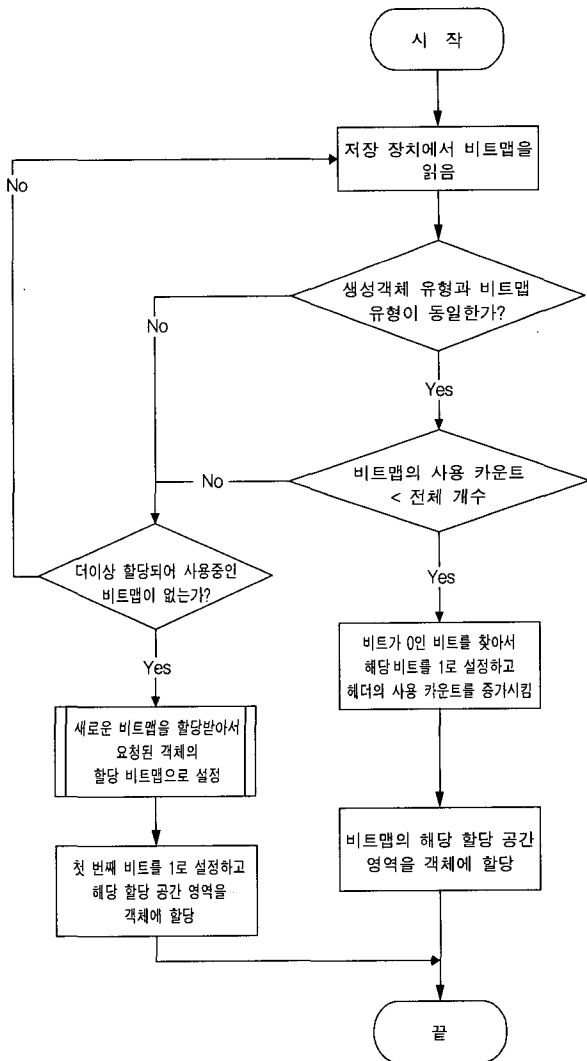 시 작
저장 장치에서 비트맵을
읽음
No
생성객체 유형과 비트맵
유형이 동일한가?
No
Yes
비트맵의 사용 카운트
< 전체 개수
No
더이상 할당되어 사용중인
비트맵이 없는가?
Yes
Yes
비트가 0인 비트를 찾아서
해당 비트를 1로 설정하고
헤더의 사용 카운트를 증가시킴
새로운 비트맵을 할당받아서
요청된 객체의
할당 비트맵으로 설정
비트맵의 해당 할당 공간
영역을 객체에 할당
첫 번째 비트를 1로 설정하고
해당 할당 공간 영역을
객체에 할당
끝